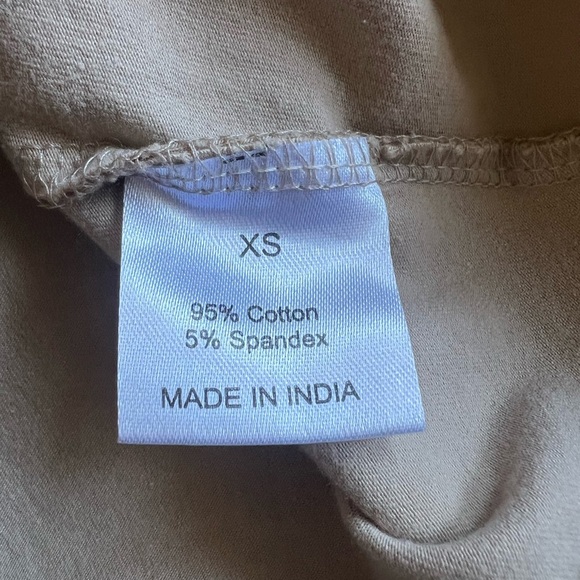 XS
95% Cotton
5% Spandex
MADE IN INDIA